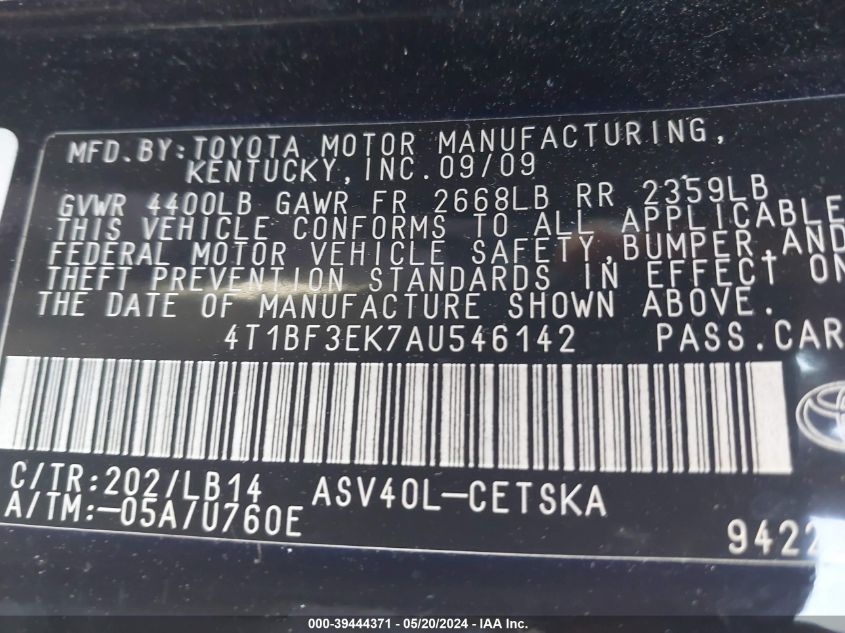 MFD.BY:TOYOTA MOTOR MANUFACTURING,
KENTUCKY, INC. 09/09
GVWR 4400LB GAWR FR 2668LB RR 2359LB
THIS VEHICLE CONFORMS TO ALL APPLICABLE
FEDERAL MOTOR VEHICLE SAFETY, BUMPER, AND
THEFT PREVENTION STANDARDS IN EFFECT ON
THE DATE OF MANUFACTURE SHOWN ABOVE.
4T1BF3EK7AU546142 PASS.CAR
C/TR:202/LB14 ASV40L-CETSKA
A/TM:-05A/U760E
9422
000-39444371 - 05/20/2024 - IAA Inc.